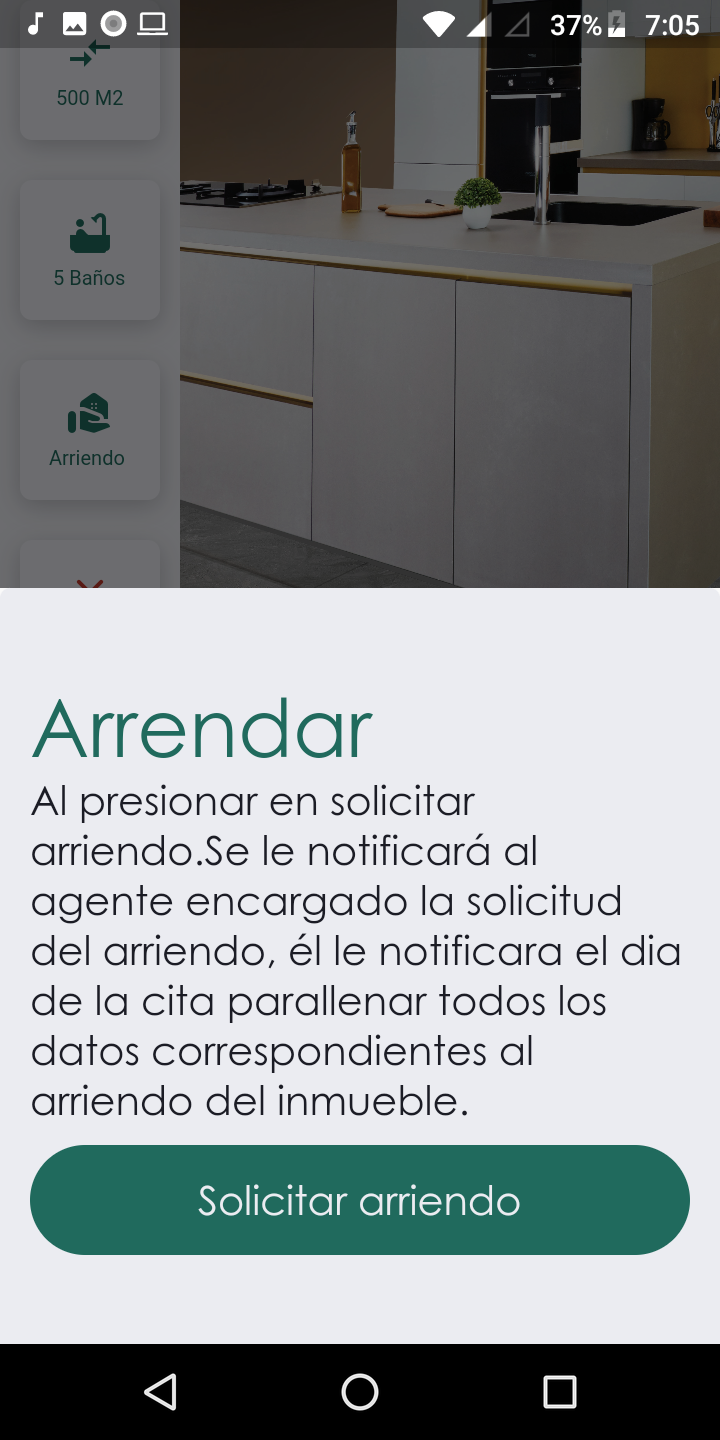 37% 7:05
500 M2
5 Baños
Arriendo
Arrendar
Al presionar en solicitar
arriendo.Se le notificará al
agente encargado la solicitud
del arriendo, él le notificara el dia
de la cita parallenar todos los
datos correspondientes al
arriendo del inmueble.
Solicitar arriendo